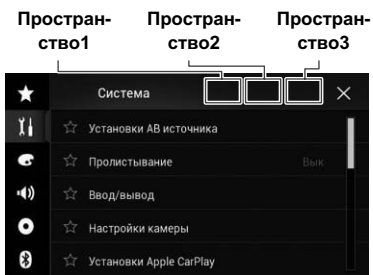 Простран-
ство1
Простран-
ство2
Простран-
ство3
Система
Установки АВ источника
Пролистывание Вык
Ввод/вывод
Настройки камеры
Установки Apple CarPlay